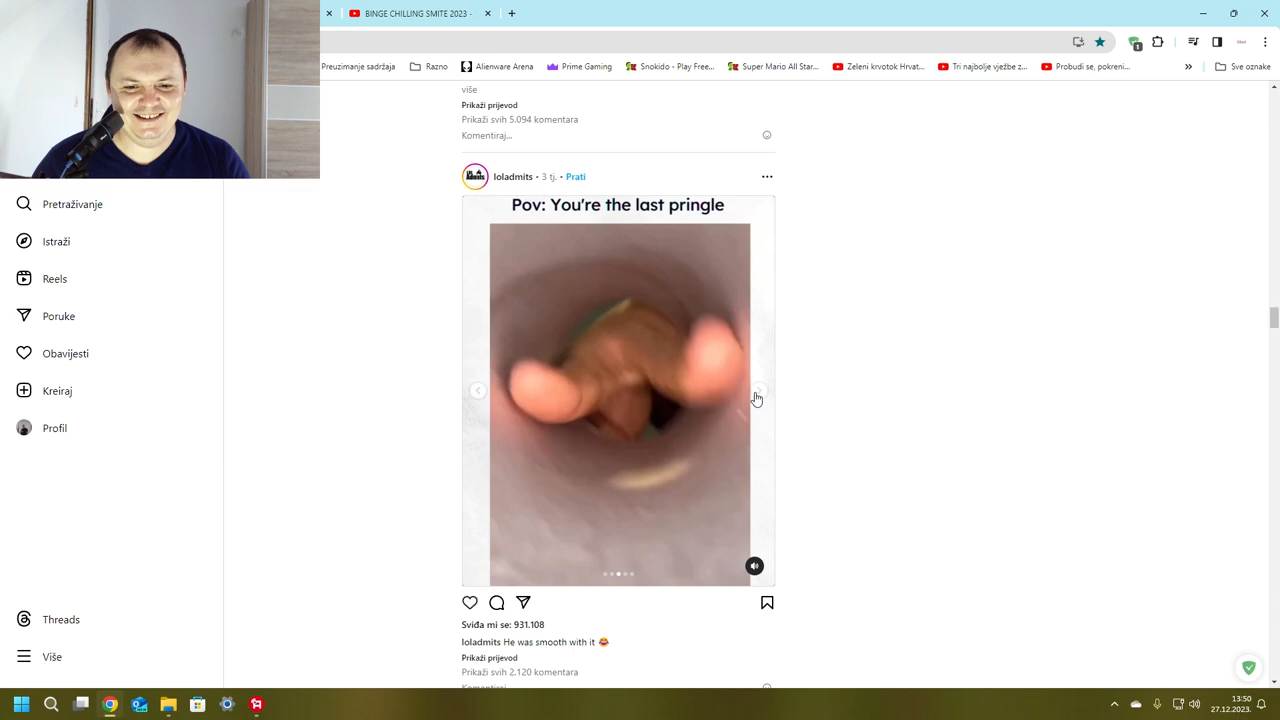 BINGE CHILLING SMITE 2023 -
Preuzimanje sadržaja
Razno
Alienware Arena
Prime Gaming
Snokido - Play Free...
Super Mario All Star...
Zeleni krvotok Hrvat...
Tri najbolje vježbe z...
Probudi se, pokreni...
Sve oznake
više
Prikaži prijevod
Prikaži svih 5.094 komentara
Komentiraj...
loladmits • 3 tj. • Prati
Pov: You're the last pringle
Pretraživanje
Istraži
Reels
Poruke
Obavijesti
Kreiraj
Profil
Threads
Više
Sviđa mi se: 931.108
loladmits He was smooth with it
Prikaži prijevod
Prikaži svih 2.120 komentara
Komentiraj...
13:50
27.12.2023.